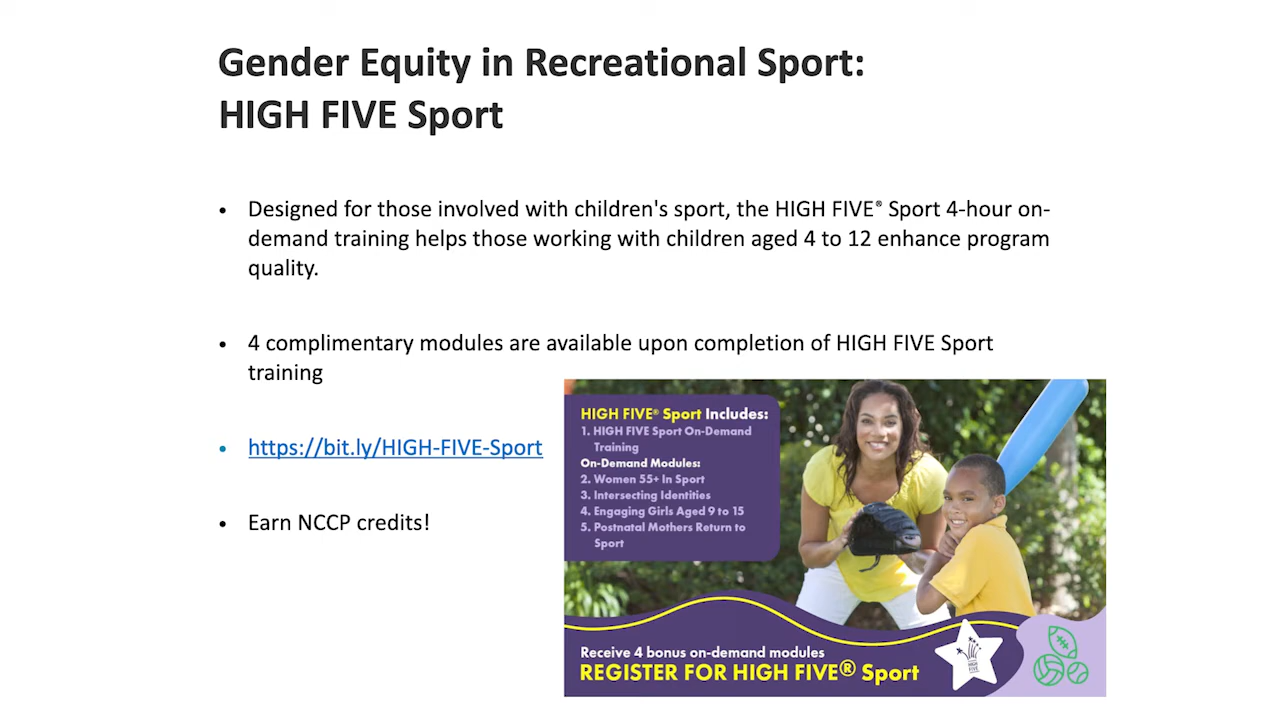 Gender Equity in Recreational Sport:
HIGH FIVE Sport
• Designed for those involved with children's sport, the HIGH FIVE® Sport 4-hour on-
demand training helps those working with children aged 4 to 12 enhance program
quality.
• 4 complimentary modules are available upon completion of HIGH FIVE Sport
training
• https://bit.ly/HIGH-FIVE-Sport
• Earn NCCP credits!
HIGH FIVE® Sport Includes:
1. HIGH FIVE Sport On-Demand
Training
On-Demand Modules:
2. Women 55+ In Sport
3. Intersecting Identities
4. Engaging Girls Aged 9 to 15
5. Postnatal Mothers Return to
Sport
Receive 4 bonus on-demand modules
REGISTER FOR HIGH FIVE® Sport
HIGH
FIVE